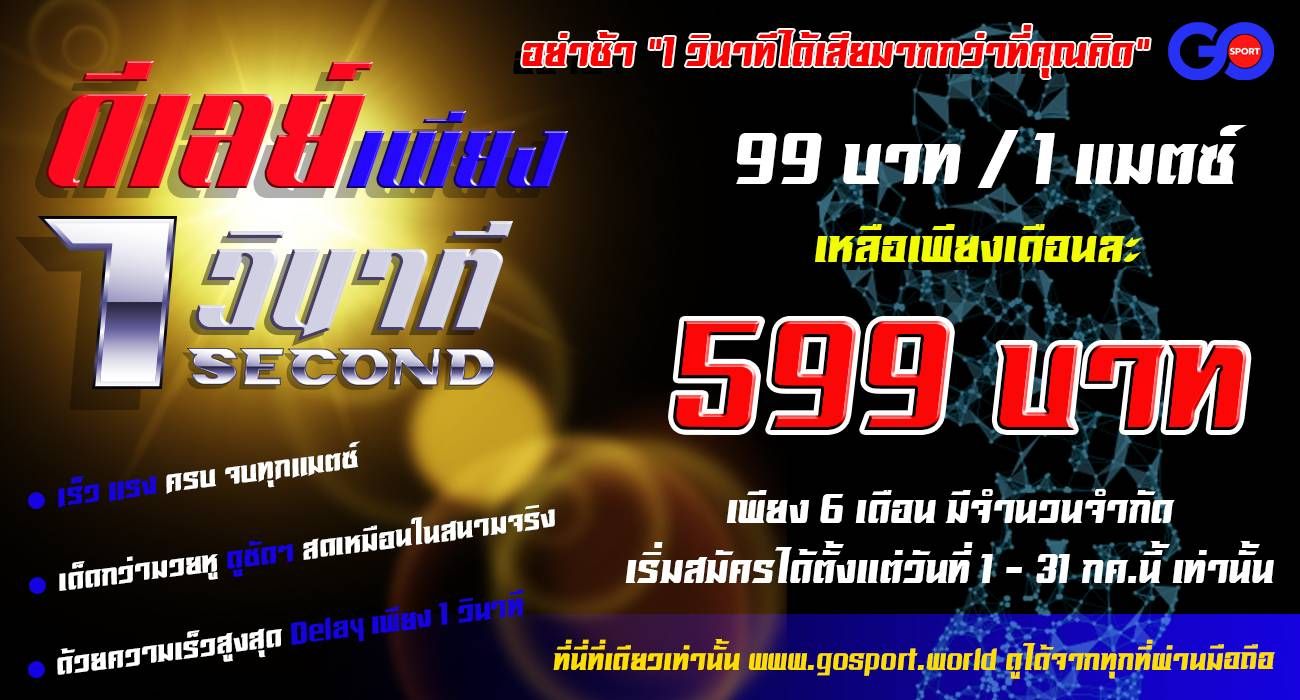 อย่าช้า "1 วินาทีได้เสียมากกว่าที่คุณคิด"
GO SPORT
ดีเลย์เพียง
1 วินาที
SECOND
99 บาท / 1 แมตซ์
เหลือเพียงเดือนละ
599 บาท
• เร็ว แรง ครบ จบทุกแมตซ์
• เด็ดกว่ามวยหู ดูชัดๆ สดเหมือนในสนามจริง
• ด้วยความเร็วสูงสุด Delay เพียง 1 วินาที
เพียง 6 เดือน มีจำนวนจำกัด
เริ่มสมัครได้ตั้งแต่วันที่ 1 - 31 กค.นี้ เท่านั้น
ที่นี่ที่เดียวเท่านั้น www.gosport.world ดูได้จากทุกที่ผ่านมือถือ